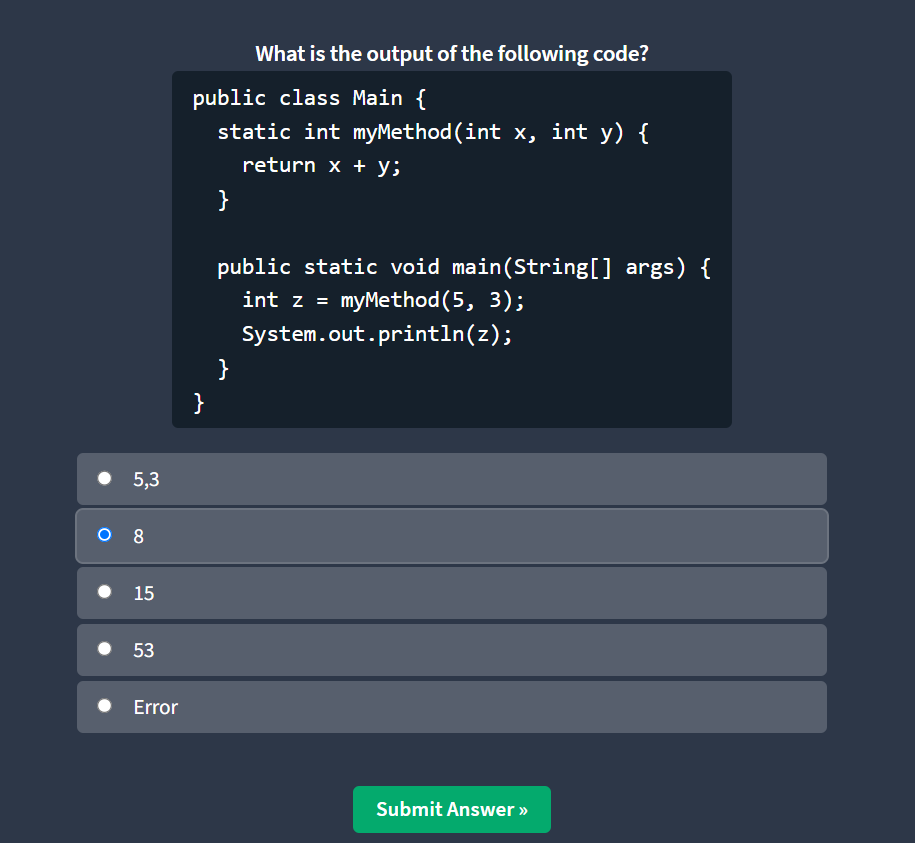 What is the output of the following code?
public class Main {
  static int myMethod(int x, int y) {
    return x + y;
  }

  public static void main(String[] args) {
    int z = myMethod(5, 3);
    System.out.println(z);
  }
}
5,3
8
15
53
Error
Submit Answer »